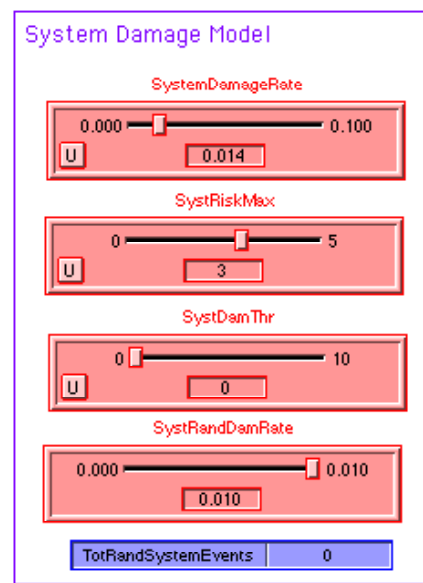 System Damage Model
SystemDamageRate
0.000 0.100
U 0.014
SystRiskMax
0 5
U 3
SystDamThr
0 10
U 0
SystRandDamRate
0.000 0.010
0.010
TotRandSystemEvents 0